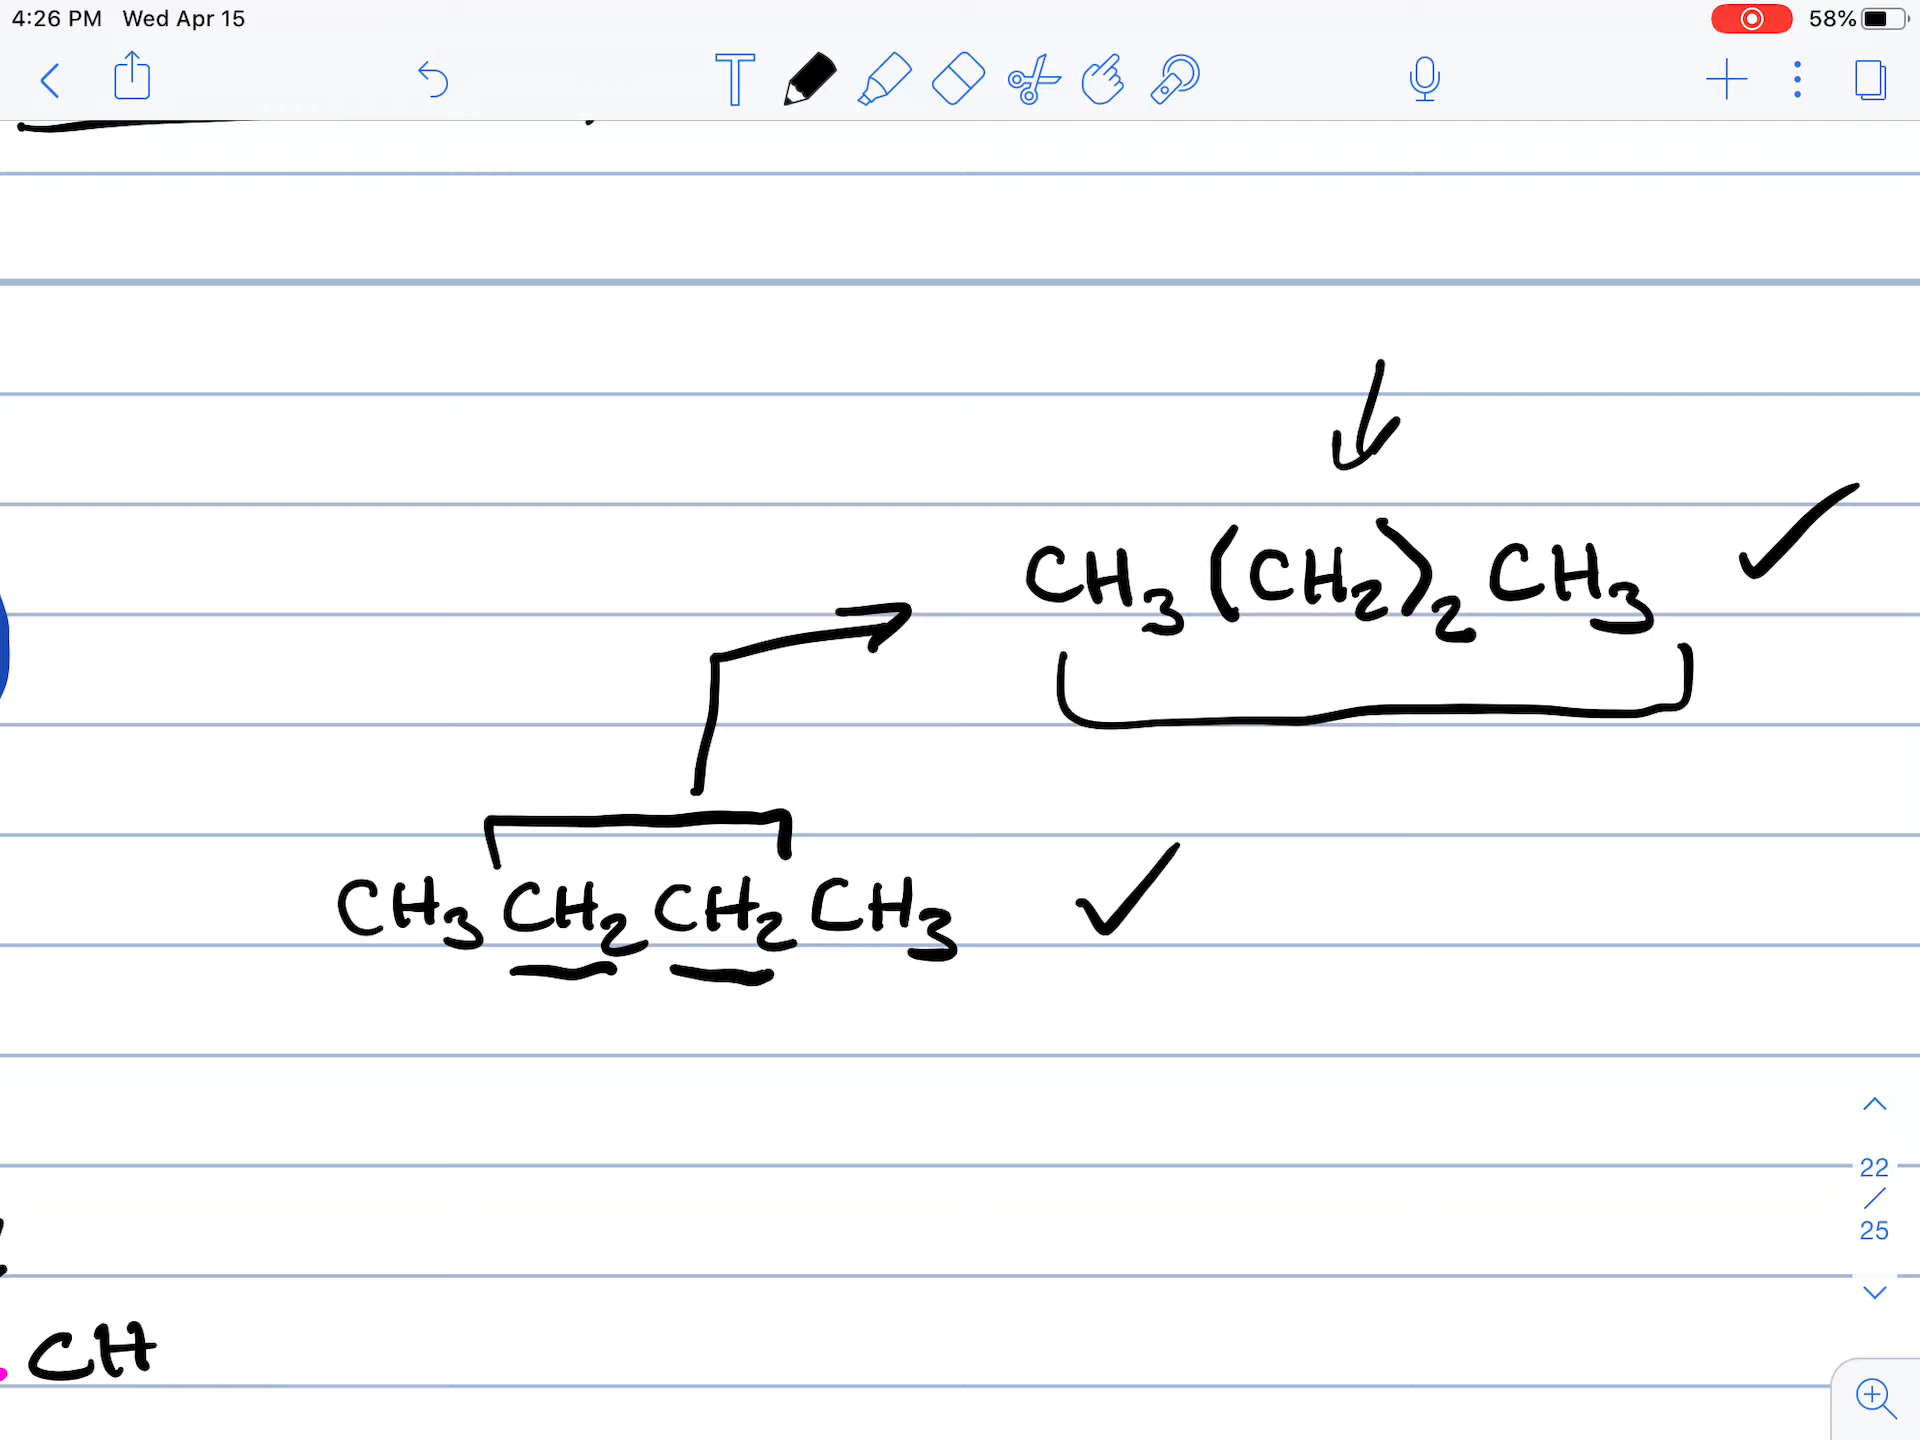 4:26 PM Wed Apr 15 58%
T
CH₃(CH₂)₂CH₃ ✓
CH₃CH₂CH₂CH₃ ✓
22
/
25
CH